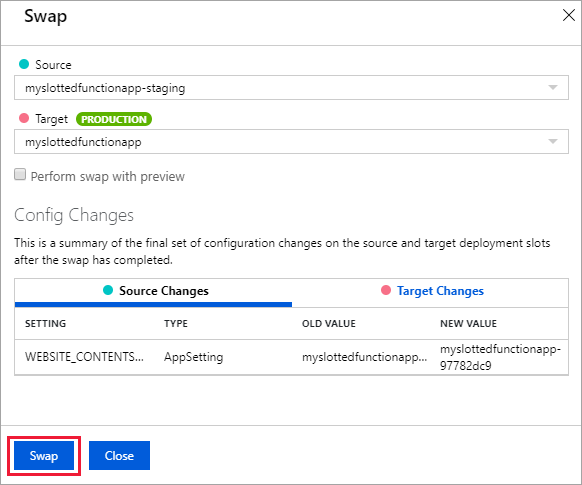 Swap
Source
myslottedfunctionapp-staging
Target PRODUCTION
myslottedfunctionapp
Perform swap with preview
Config Changes
This is a summary of the final set of configuration changes on the source and target deployment slots
after the swap has completed.
Source Changes Target Changes
SETTING TYPE OLD VALUE NEW VALUE
WEBSITE_CONTENTS... AppSetting myslottedfunctionapp... myslottedfunctionapp-
97782dc9
Swap Close